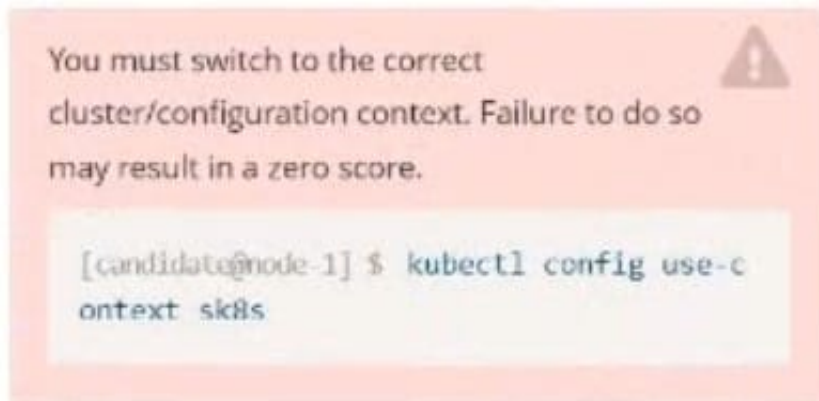 You must switch to the correct
cluster/configuration context. Failure to do so
may result in a zero score.
[candidate@node-1] $ kubectl config use-c
ontext sk8s